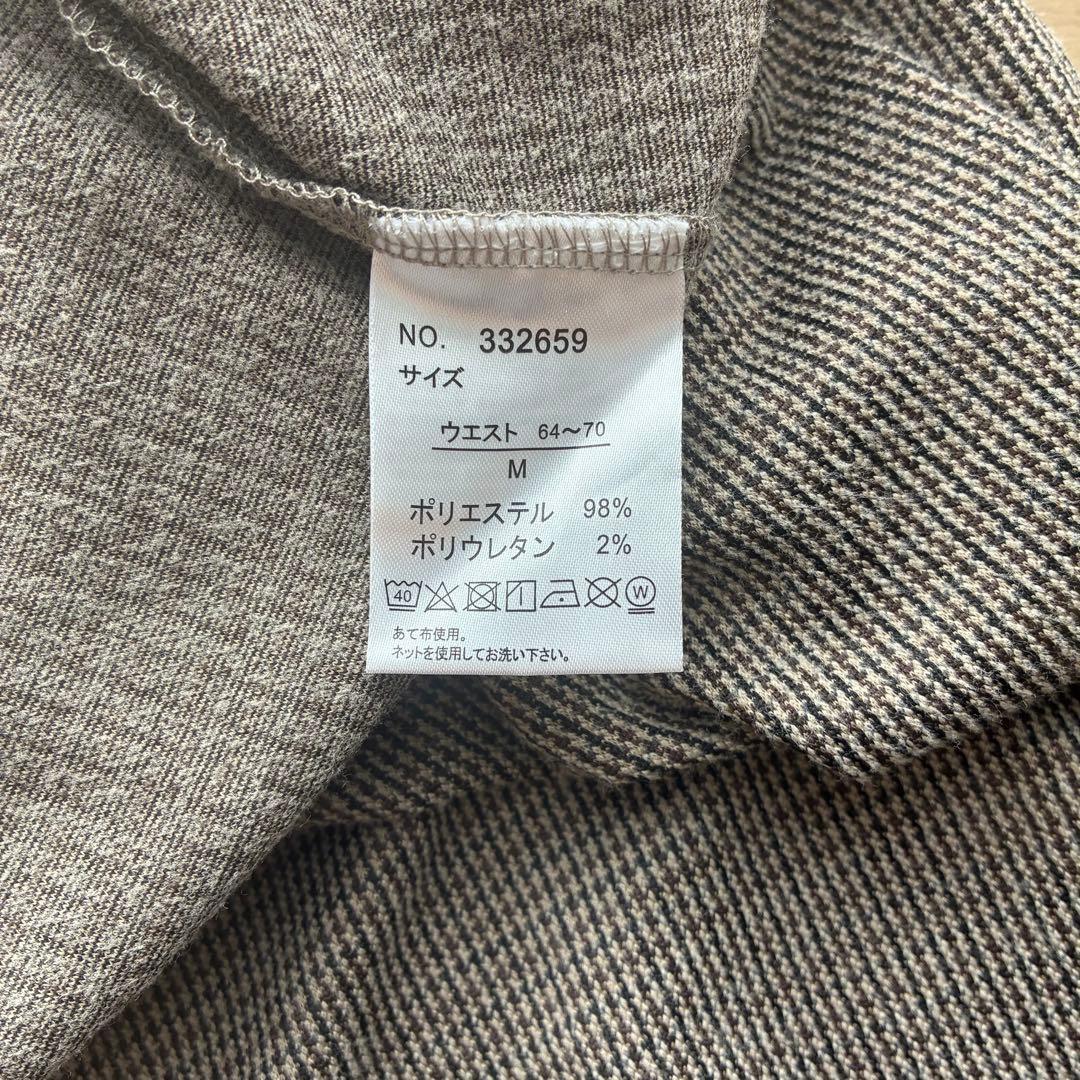 NO. 332659
サイズ
ウエスト 64〜70
M
ポリエステル 98%
ポリウレタン 2%
40 W
あて布使用。
ネットを使用してお洗い下さい。